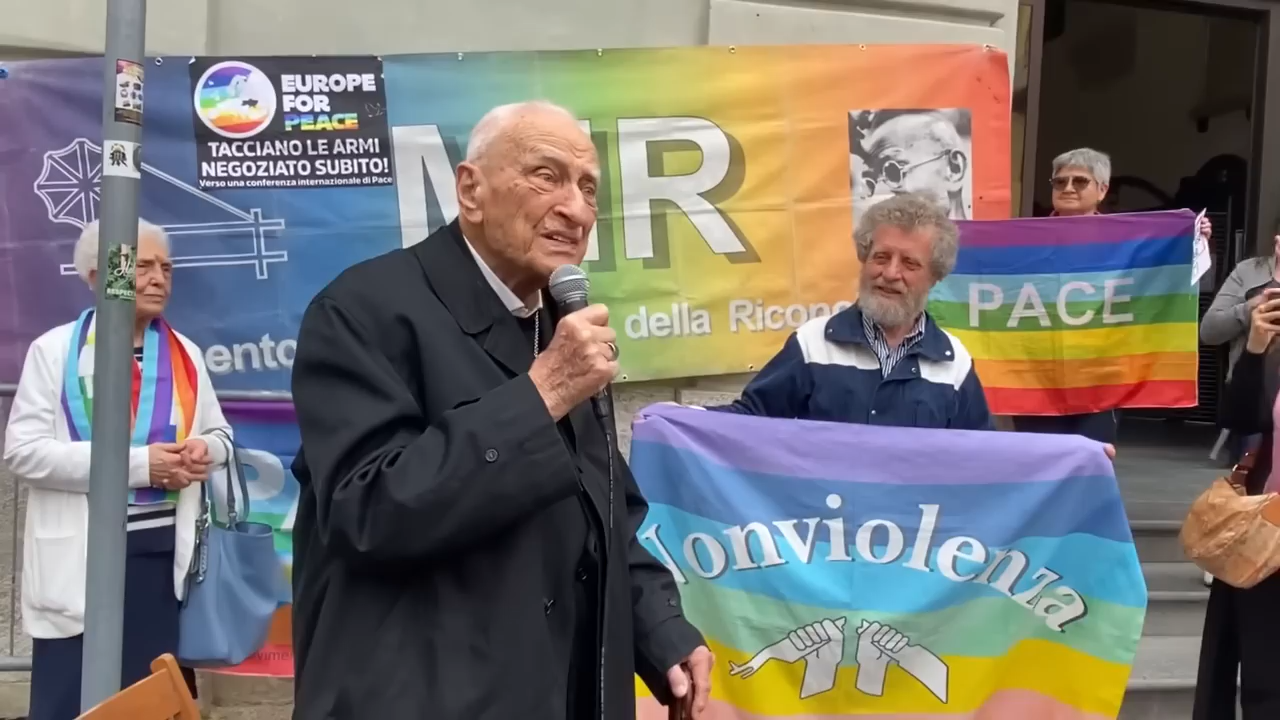 EUROPE
FOR
PEACE
TACCIANO LE ARMI
NEGOZIATO SUBITO!
Verso una conferenza internazionale di Pace
MIR
della Ricon
PACE
Nonviolenza
RESPECT